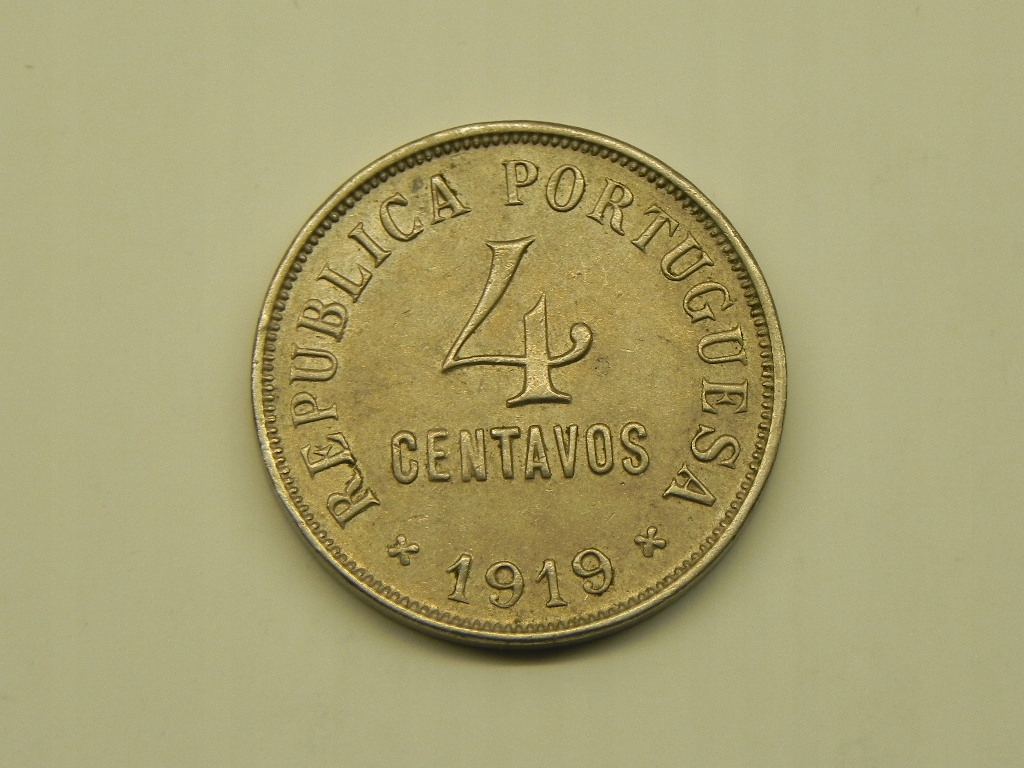 REPUBLICA PORTUGUESA
4
CENTAVOS
* 1919 *